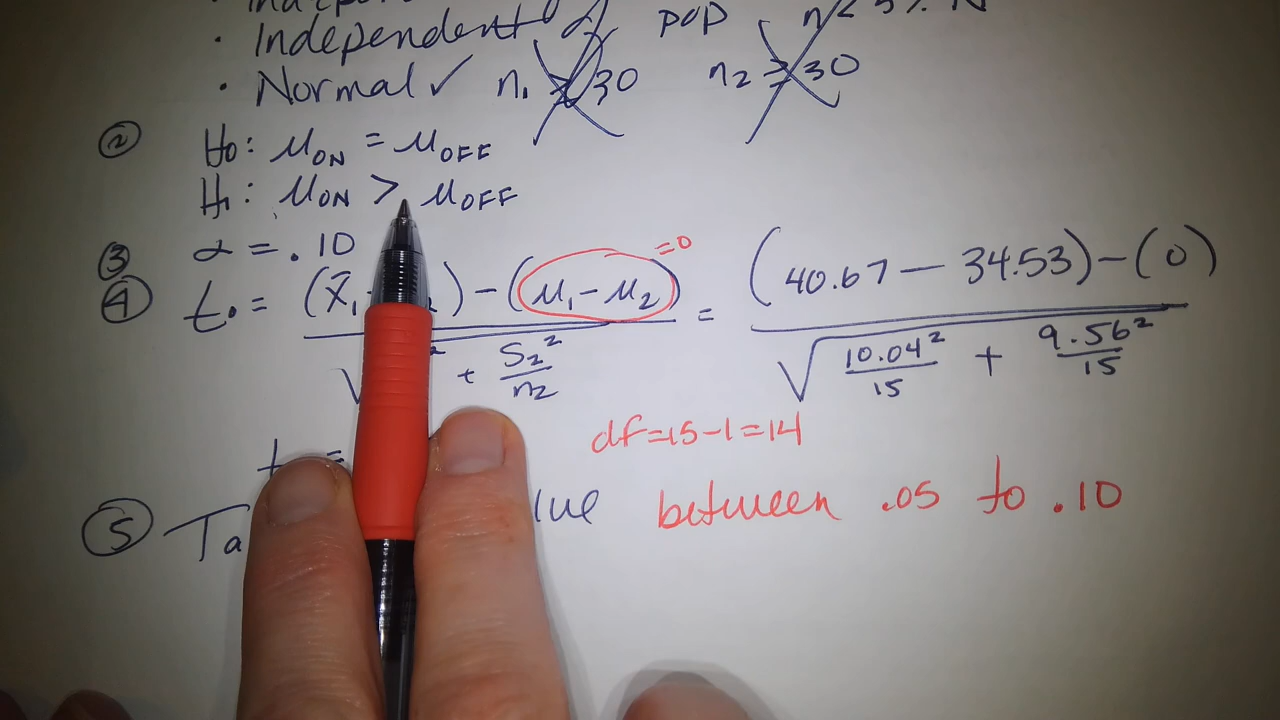 · Independent of pop n < 5% N
· Normal ✓ n₁ ≥ 30 n₂ ≥ 30
② H₀: μON = μOFF
H₁: μON > μOFF
③ α = .10
④ t₀ = (x̄₁ ) - (μ₁ - μ₂) =0 = (40.67 - 34.53) - (0)
√ ² + S₂²/n₂ √ 10.04²/15 + 9.56²/15
t =
df=15-1=14
⑤ between .05 to .10